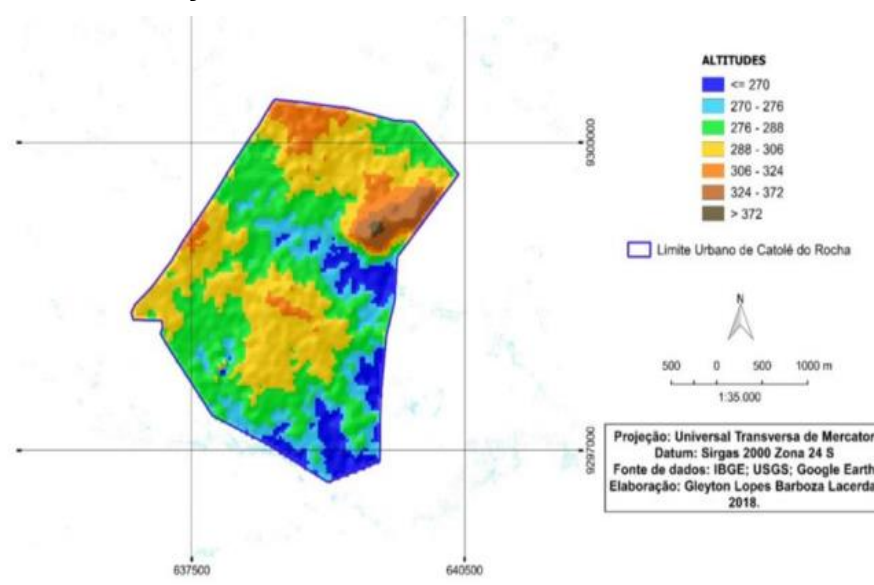 ALTITUDES
<= 270
270 - 276
276 - 288
288 - 306
306 - 324
324 - 372
> 372
Limite Urbano de Catolé do Rocha
N
500 0 500 1000 m
1:35.000
Projeção: Universal Transversa de Mercator
Datum: Sirgas 2000 Zona 24 S
Fonte de dados: IBGE; USGS; Google Earth
Elaboração: Gleyton Lopes Barboza Lacerda
2018.
9300000
9297000
637500
640500